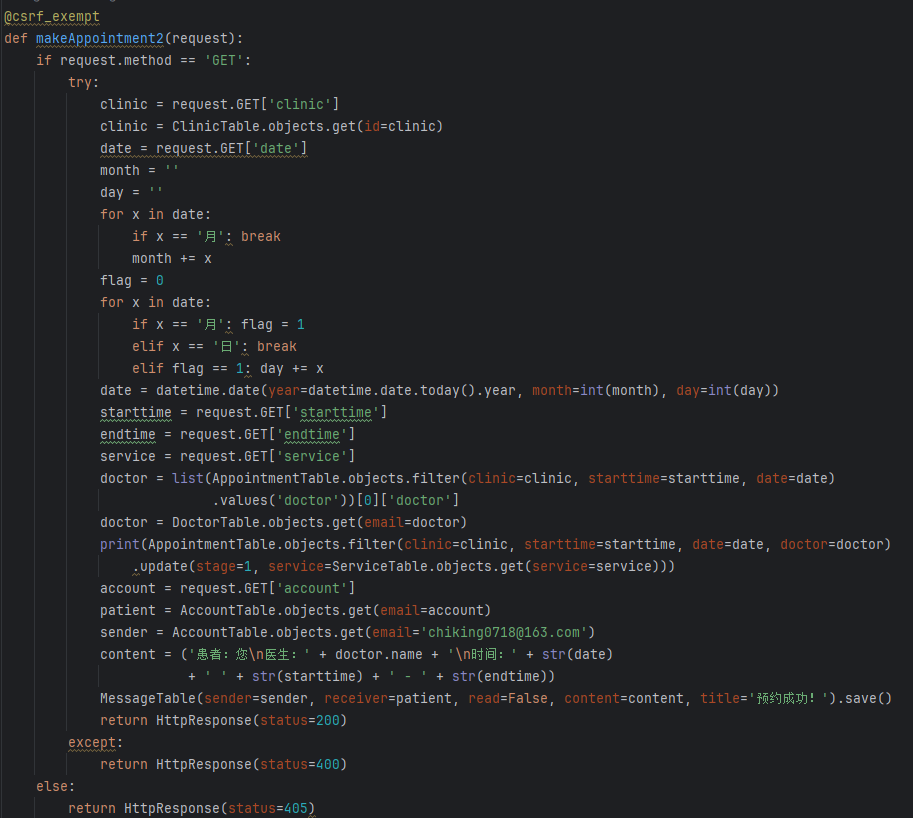 @csrf_exempt
def makeAppointment2(request):
    if request.method == 'GET':
        try:
            clinic = request.GET['clinic']
            clinic = ClinicTable.objects.get(id=clinic)
            date = request.GET['date']
            month = ''
            day = ''
            for x in date:
                if x == '月': break
                month += x
            flag = 0
            for x in date:
                if x == '月': flag = 1
                elif x == '日': break
                elif flag == 1: day += x
            date = datetime.date(year=datetime.date.today().year, month=int(month), day=int(day))
            starttime = request.GET['starttime']
            endtime = request.GET['endtime']
            service = request.GET['service']
            doctor = list(AppointmentTable.objects.filter(clinic=clinic, starttime=starttime, date=date)
                          .values('doctor'))[0]['doctor']
            doctor = DoctorTable.objects.get(email=doctor)
            print(AppointmentTable.objects.filter(clinic=clinic, starttime=starttime, date=date, doctor=doctor)
                .update(stage=1, service=ServiceTable.objects.get(service=service)))
            account = request.GET['account']
            patient = AccountTable.objects.get(email=account)
            sender = AccountTable.objects.get(email='chiking0718@163.com')
            content = ('患者：您\n医生：' + doctor.name + '\n时间：' + str(date)
                       + ' ' + str(starttime) + ' - ' + str(endtime))
            MessageTable(sender=sender, receiver=patient, read=False, content=content, title='预约成功！').save()
            return HttpResponse(status=200)
        except:
            return HttpResponse(status=400)
    else:
        return HttpResponse(status=405)